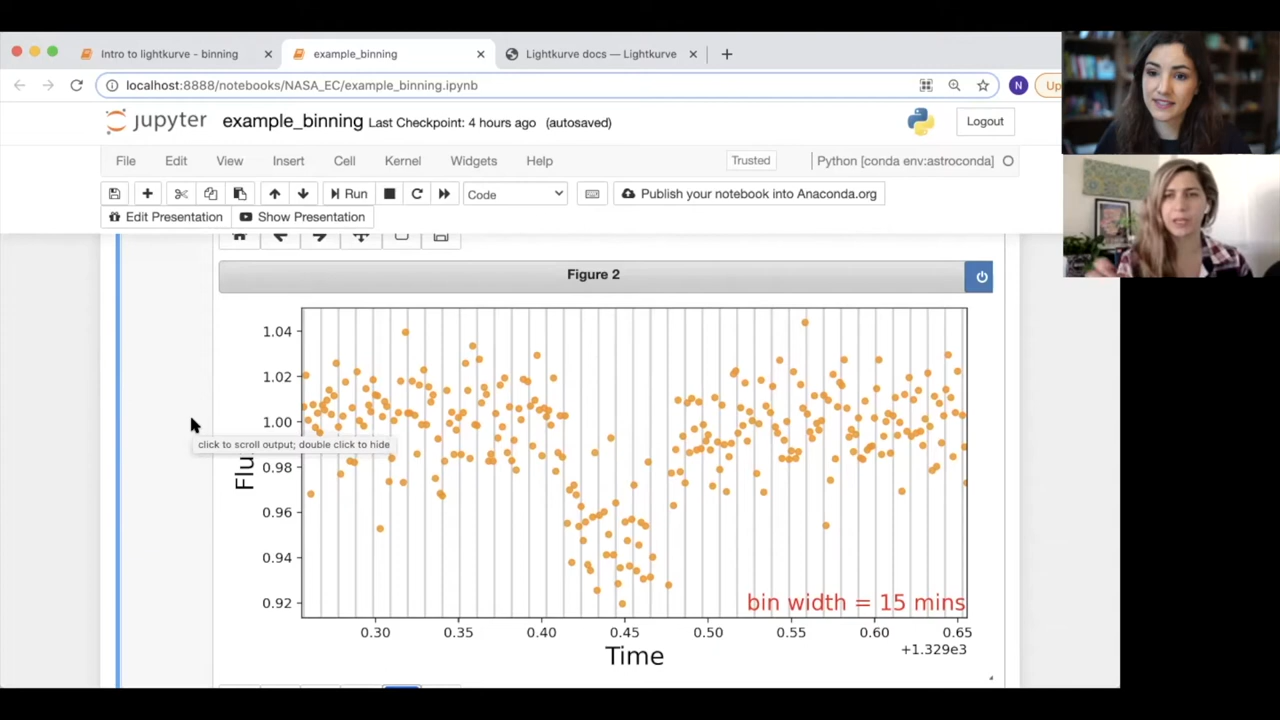 Intro to lightkurve - binning
example_binning
Lightkurve docs — Lightkurve
localhost:8888/notebooks/NASA_EC/example_binning.ipynb
N
Up
jupyter
example_binning Last Checkpoint: 4 hours ago (autosaved)
Logout
File Edit View Insert Cell Kernel Widgets Help
Trusted
Python [conda env:astroconda]
Run
Code
Publish your notebook into Anaconda.org
Edit Presentation
Show Presentation
Figure 2
1.04
1.02
1.00
click to scroll output; double click to hide
0.98
Flu
0.96
0.94
0.92
bin width = 15 mins
0.30 0.35 0.40 0.45 0.50 0.55 0.60 0.65
+1.329e3
Time